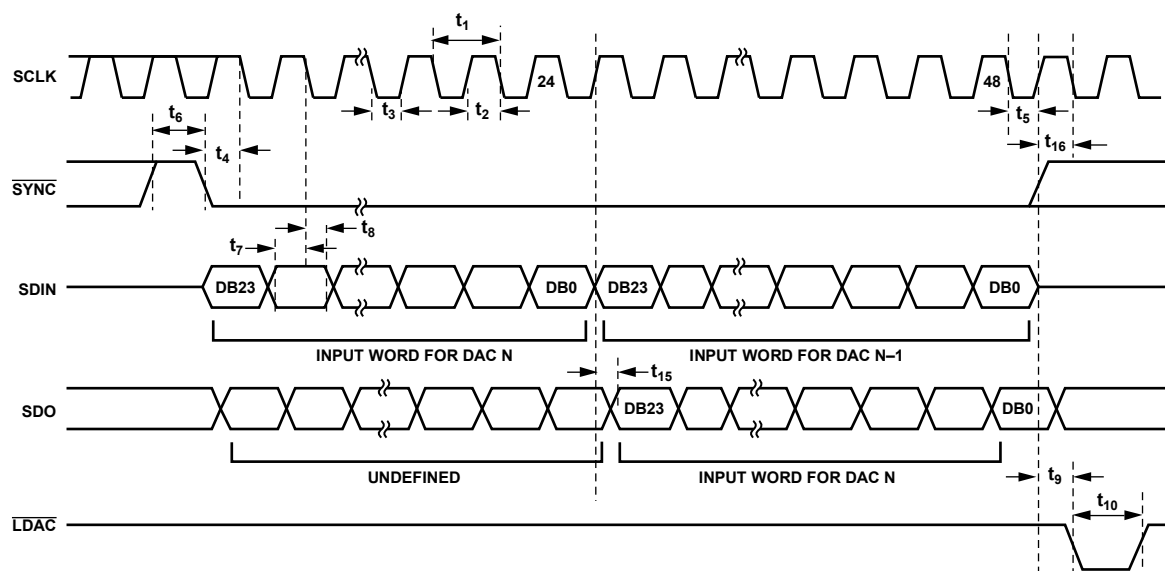 t1
SCLK
24
48
t3
t2
t5
t6
t4
t16
SYNC
t7
t8
SDIN
DB23
DB0
DB23
DB0
INPUT WORD FOR DAC N
INPUT WORD FOR DAC N–1
t15
SDO
DB23
DB0
UNDEFINED
INPUT WORD FOR DAC N
t9
t10
LDAC